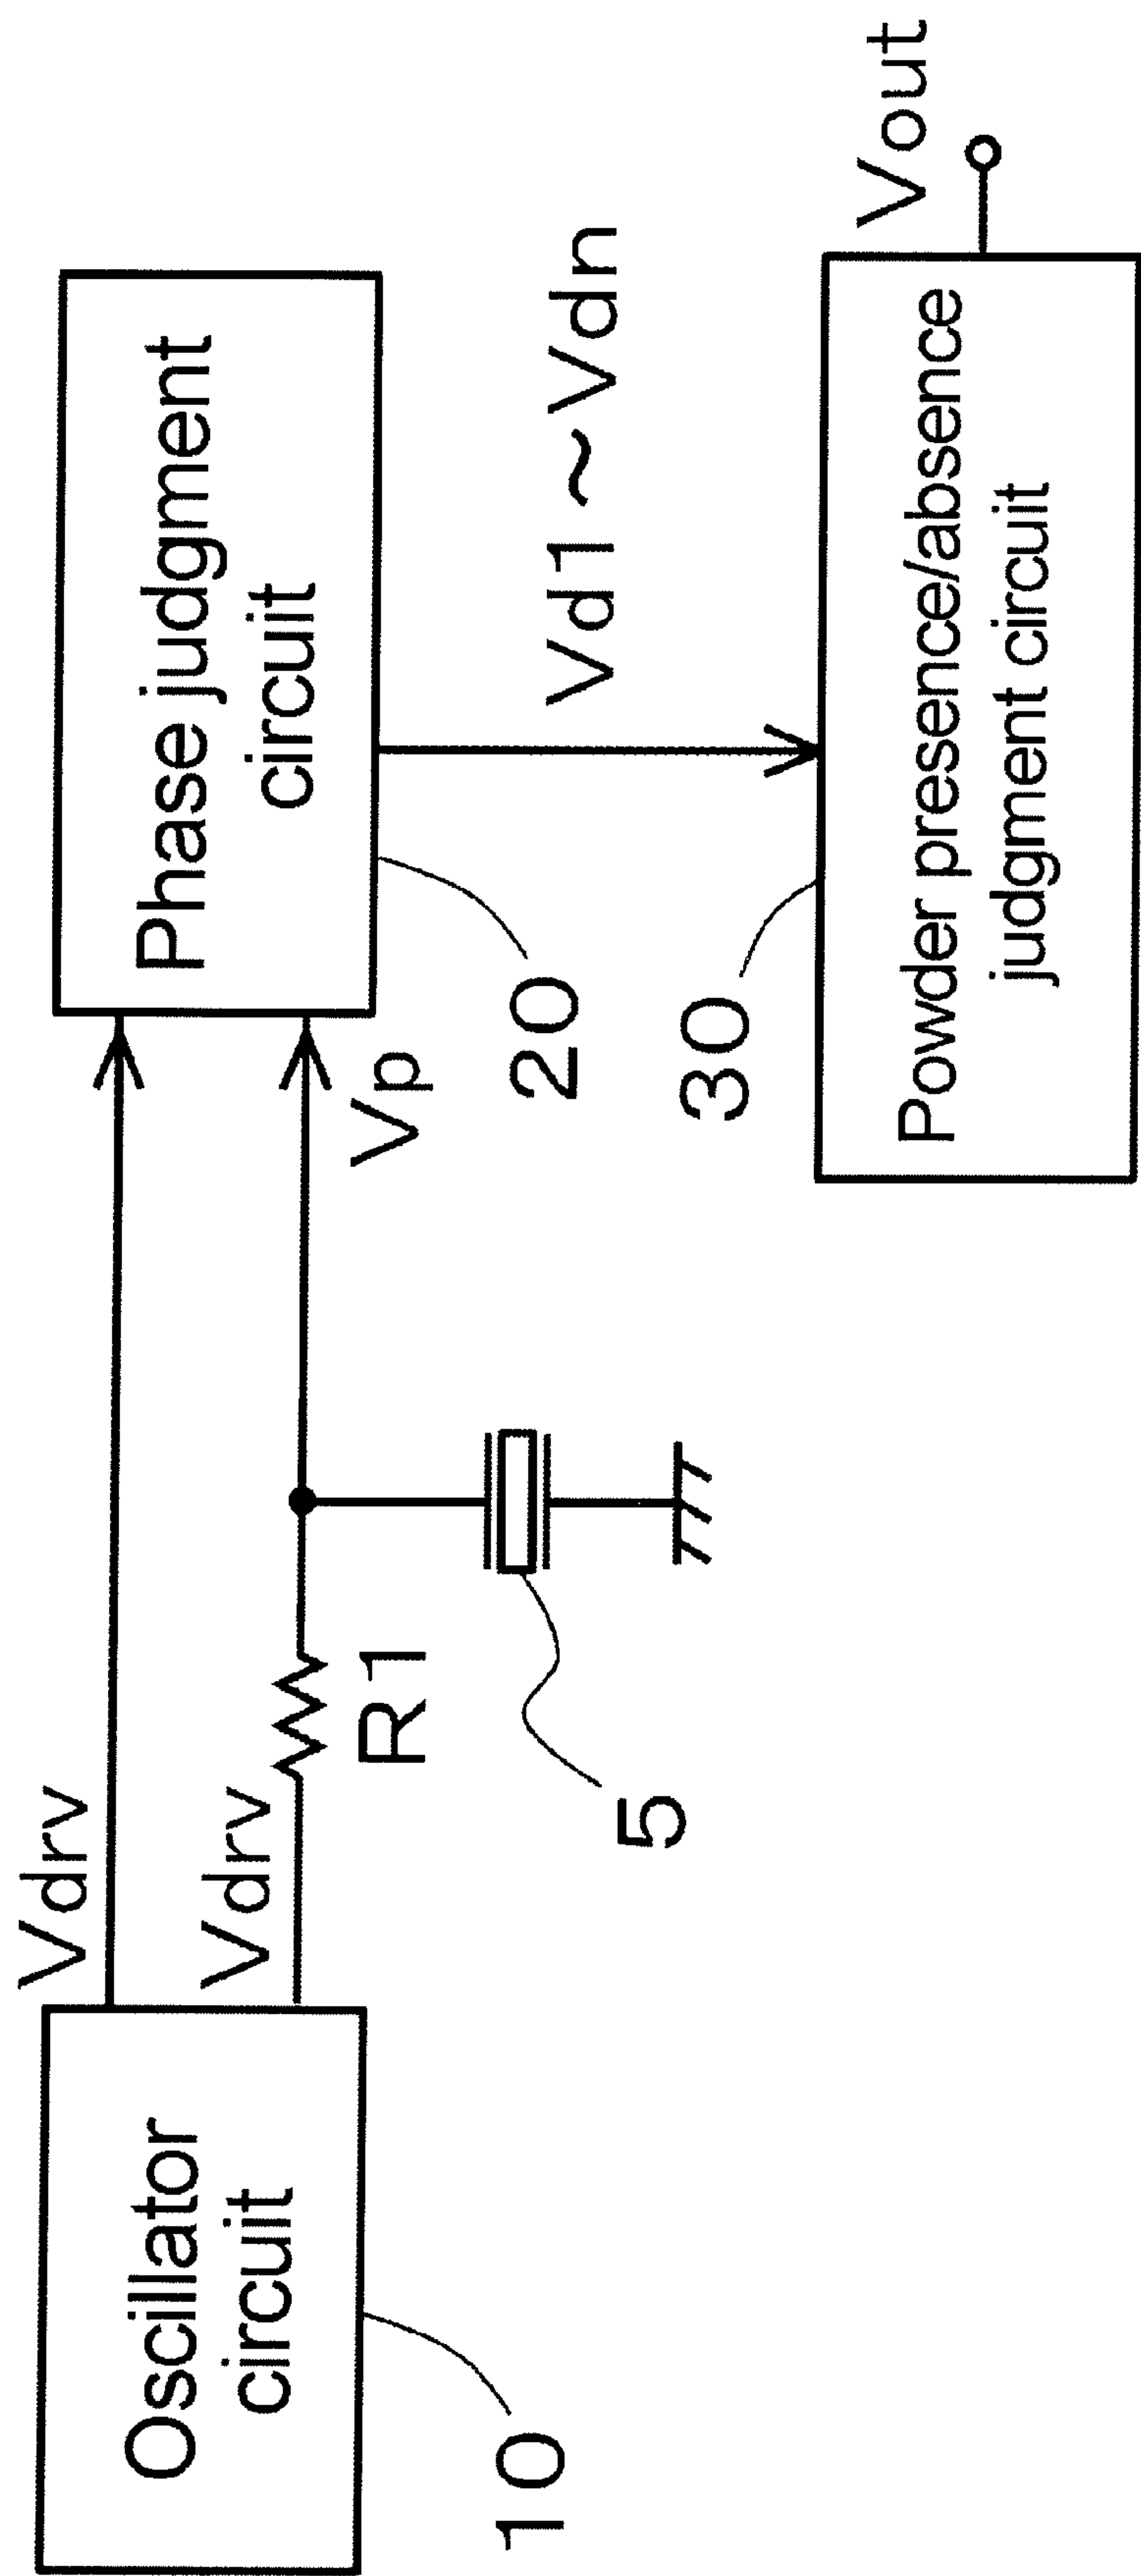 Vdrv
Oscillator
circuit
10
Vdrv
R1
5
Vp
Phase judgment
circuit
20
Vd1~Vdn
30
Powder presence/absence
judgment circuit
Vout